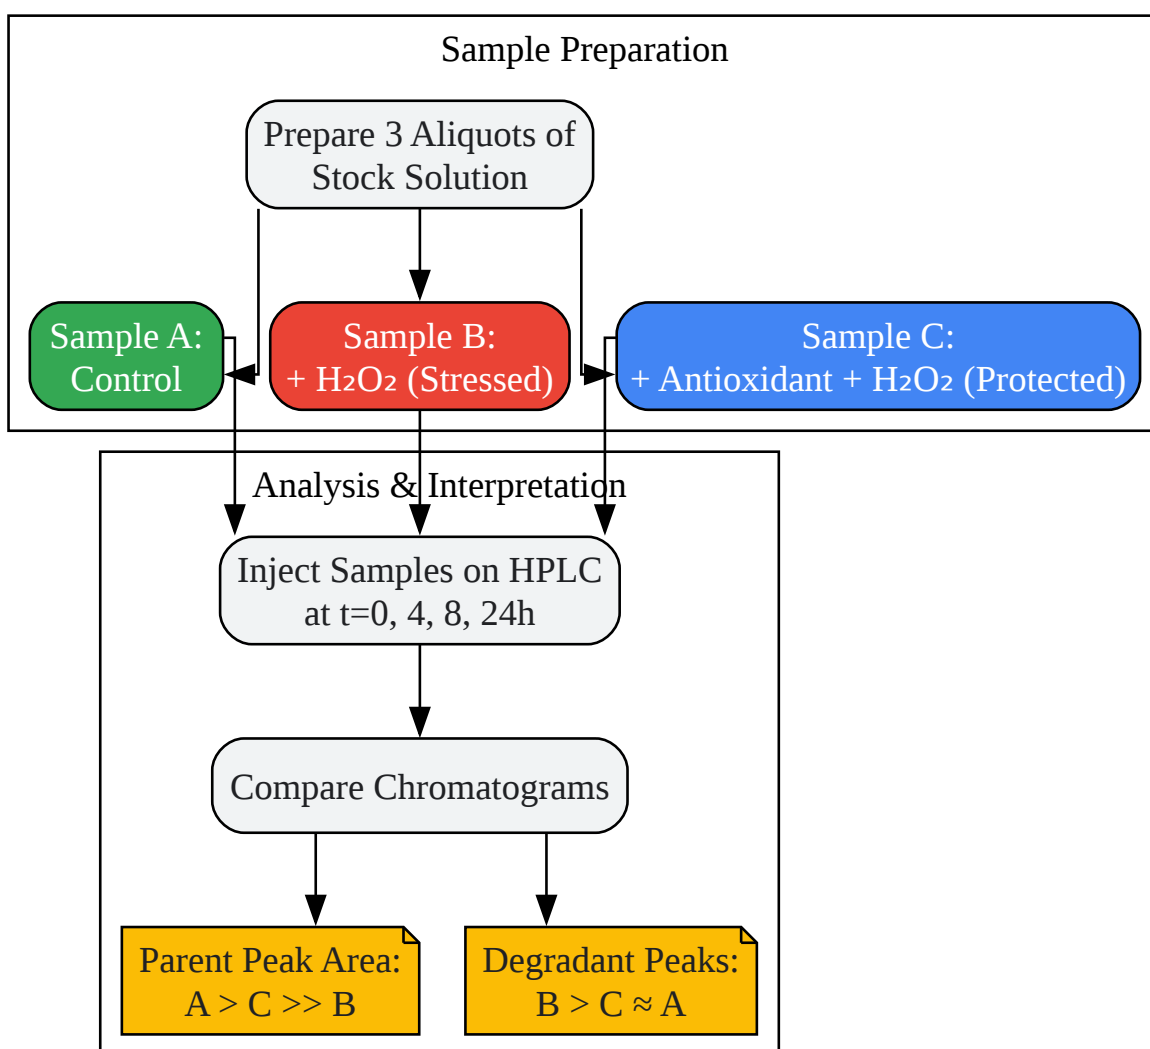 Sample Preparation
Prepare 3 Aliquots of
Stock Solution
Sample A:
Control
Sample B:
+ H₂O₂ (Stressed)
Sample C:
+ Antioxidant + H₂O₂ (Protected)
Analysis & Interpretation
Inject Samples on HPLC
at t=0, 4, 8, 24h
Compare Chromatograms
Parent Peak Area:
A > C >> B
Degradant Peaks:
B > C ≈ A